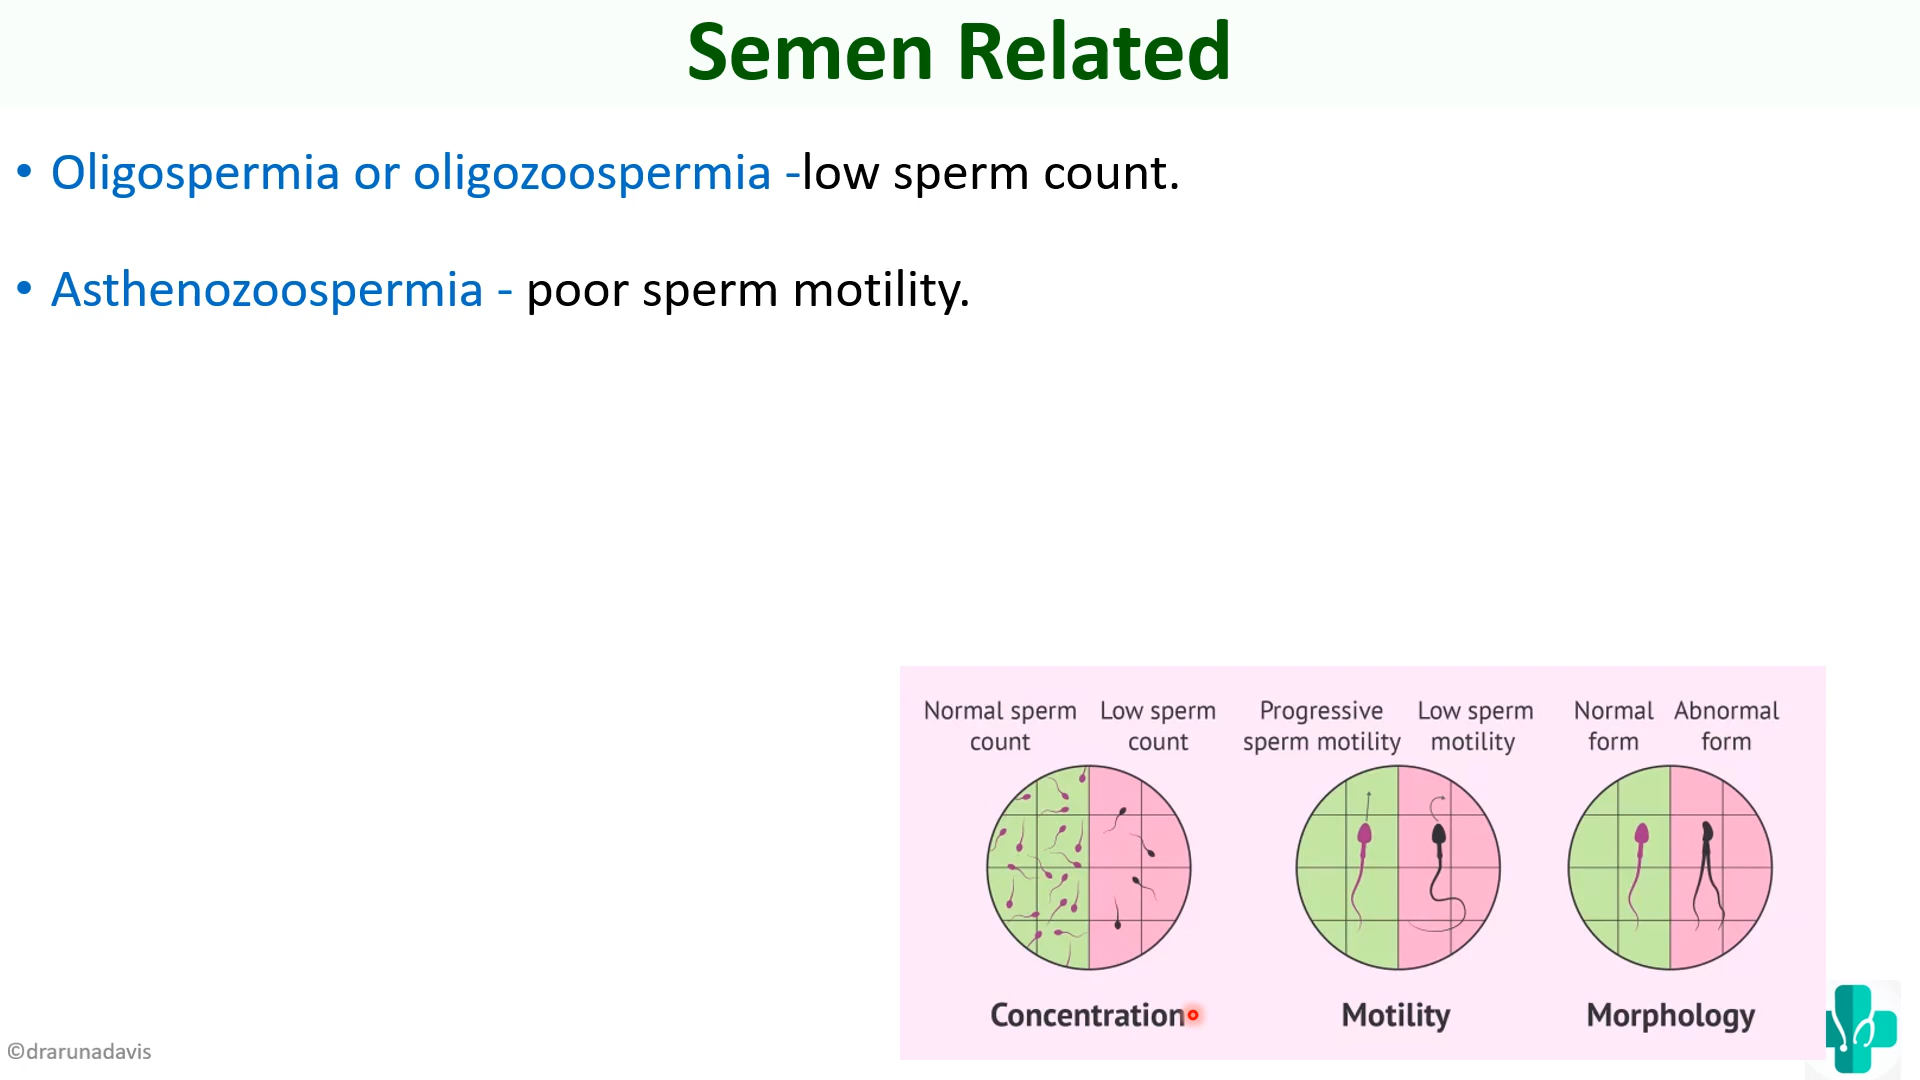 Semen Related
• Oligospermia or oligozoospermia -low sperm count.
• Asthenozoospermia - poor sperm motility.
Normal sperm count
Low sperm count
Progressive sperm motility
Low sperm motility
Normal form
Abnormal form
Concentration
Motility
Morphology
©drarunadavis